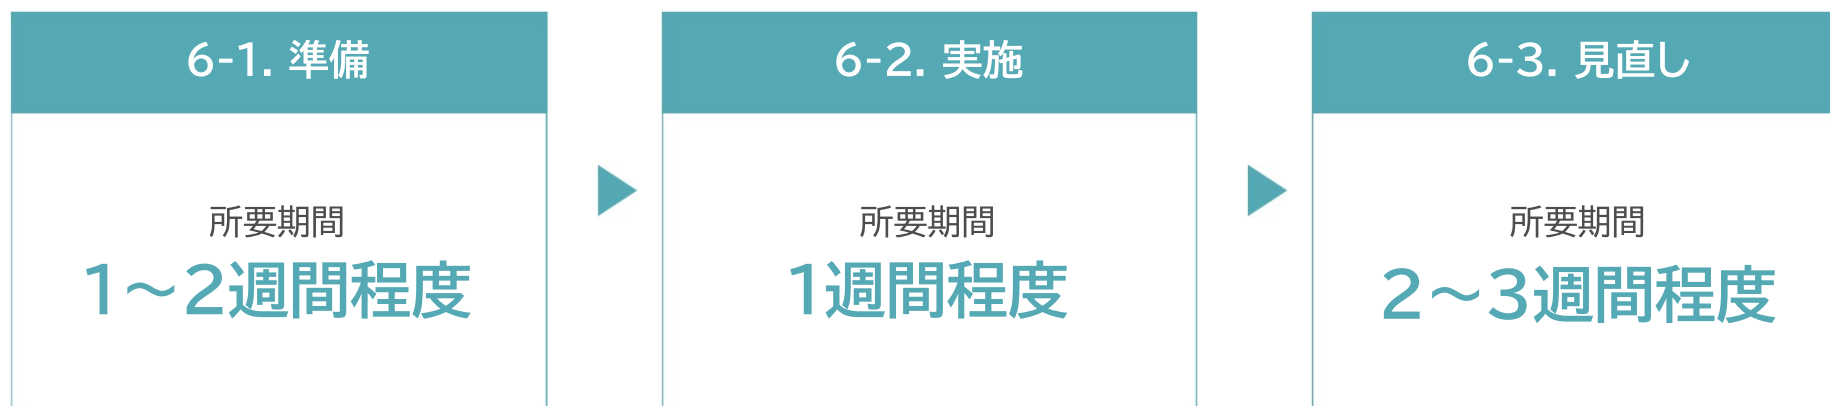 6-1. 準備
所要期間
1〜2週間程度
6-2. 実施
所要期間
1週間程度
6-3. 見直し
所要期間
2〜3週間程度